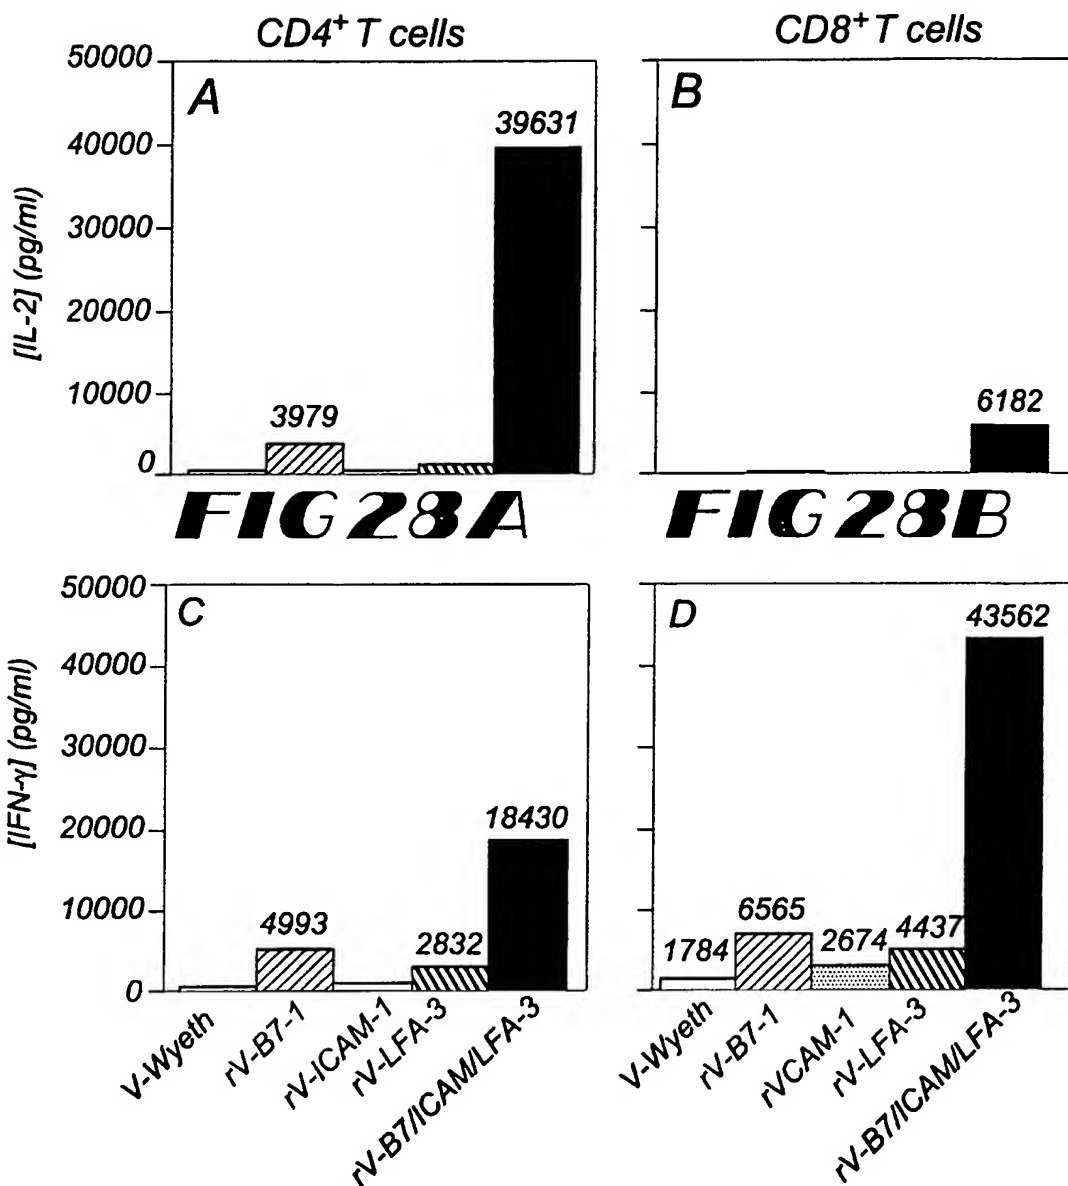 CD4+ T cells
CD8+ T cells
[IL-2] (pg/ml)
50000
40000
30000
20000
10000
0
A
3979
39631
B
6182
FIG 28A
FIG 28B
[IFN-γ] (pg/ml)
50000
40000
30000
20000
10000
0
C
4993
2832
18430
D
1784
6565
2674
4437
43562
V-Wyeth
rV-B7-1
rV-ICAM-1
rV-LFA-3
rV-B7/ICAM/LFA-3
V-Wyeth
rV-B7-1
rVCAM-1
rV-LFA-3
rV-B7/ICAM/LFA-3